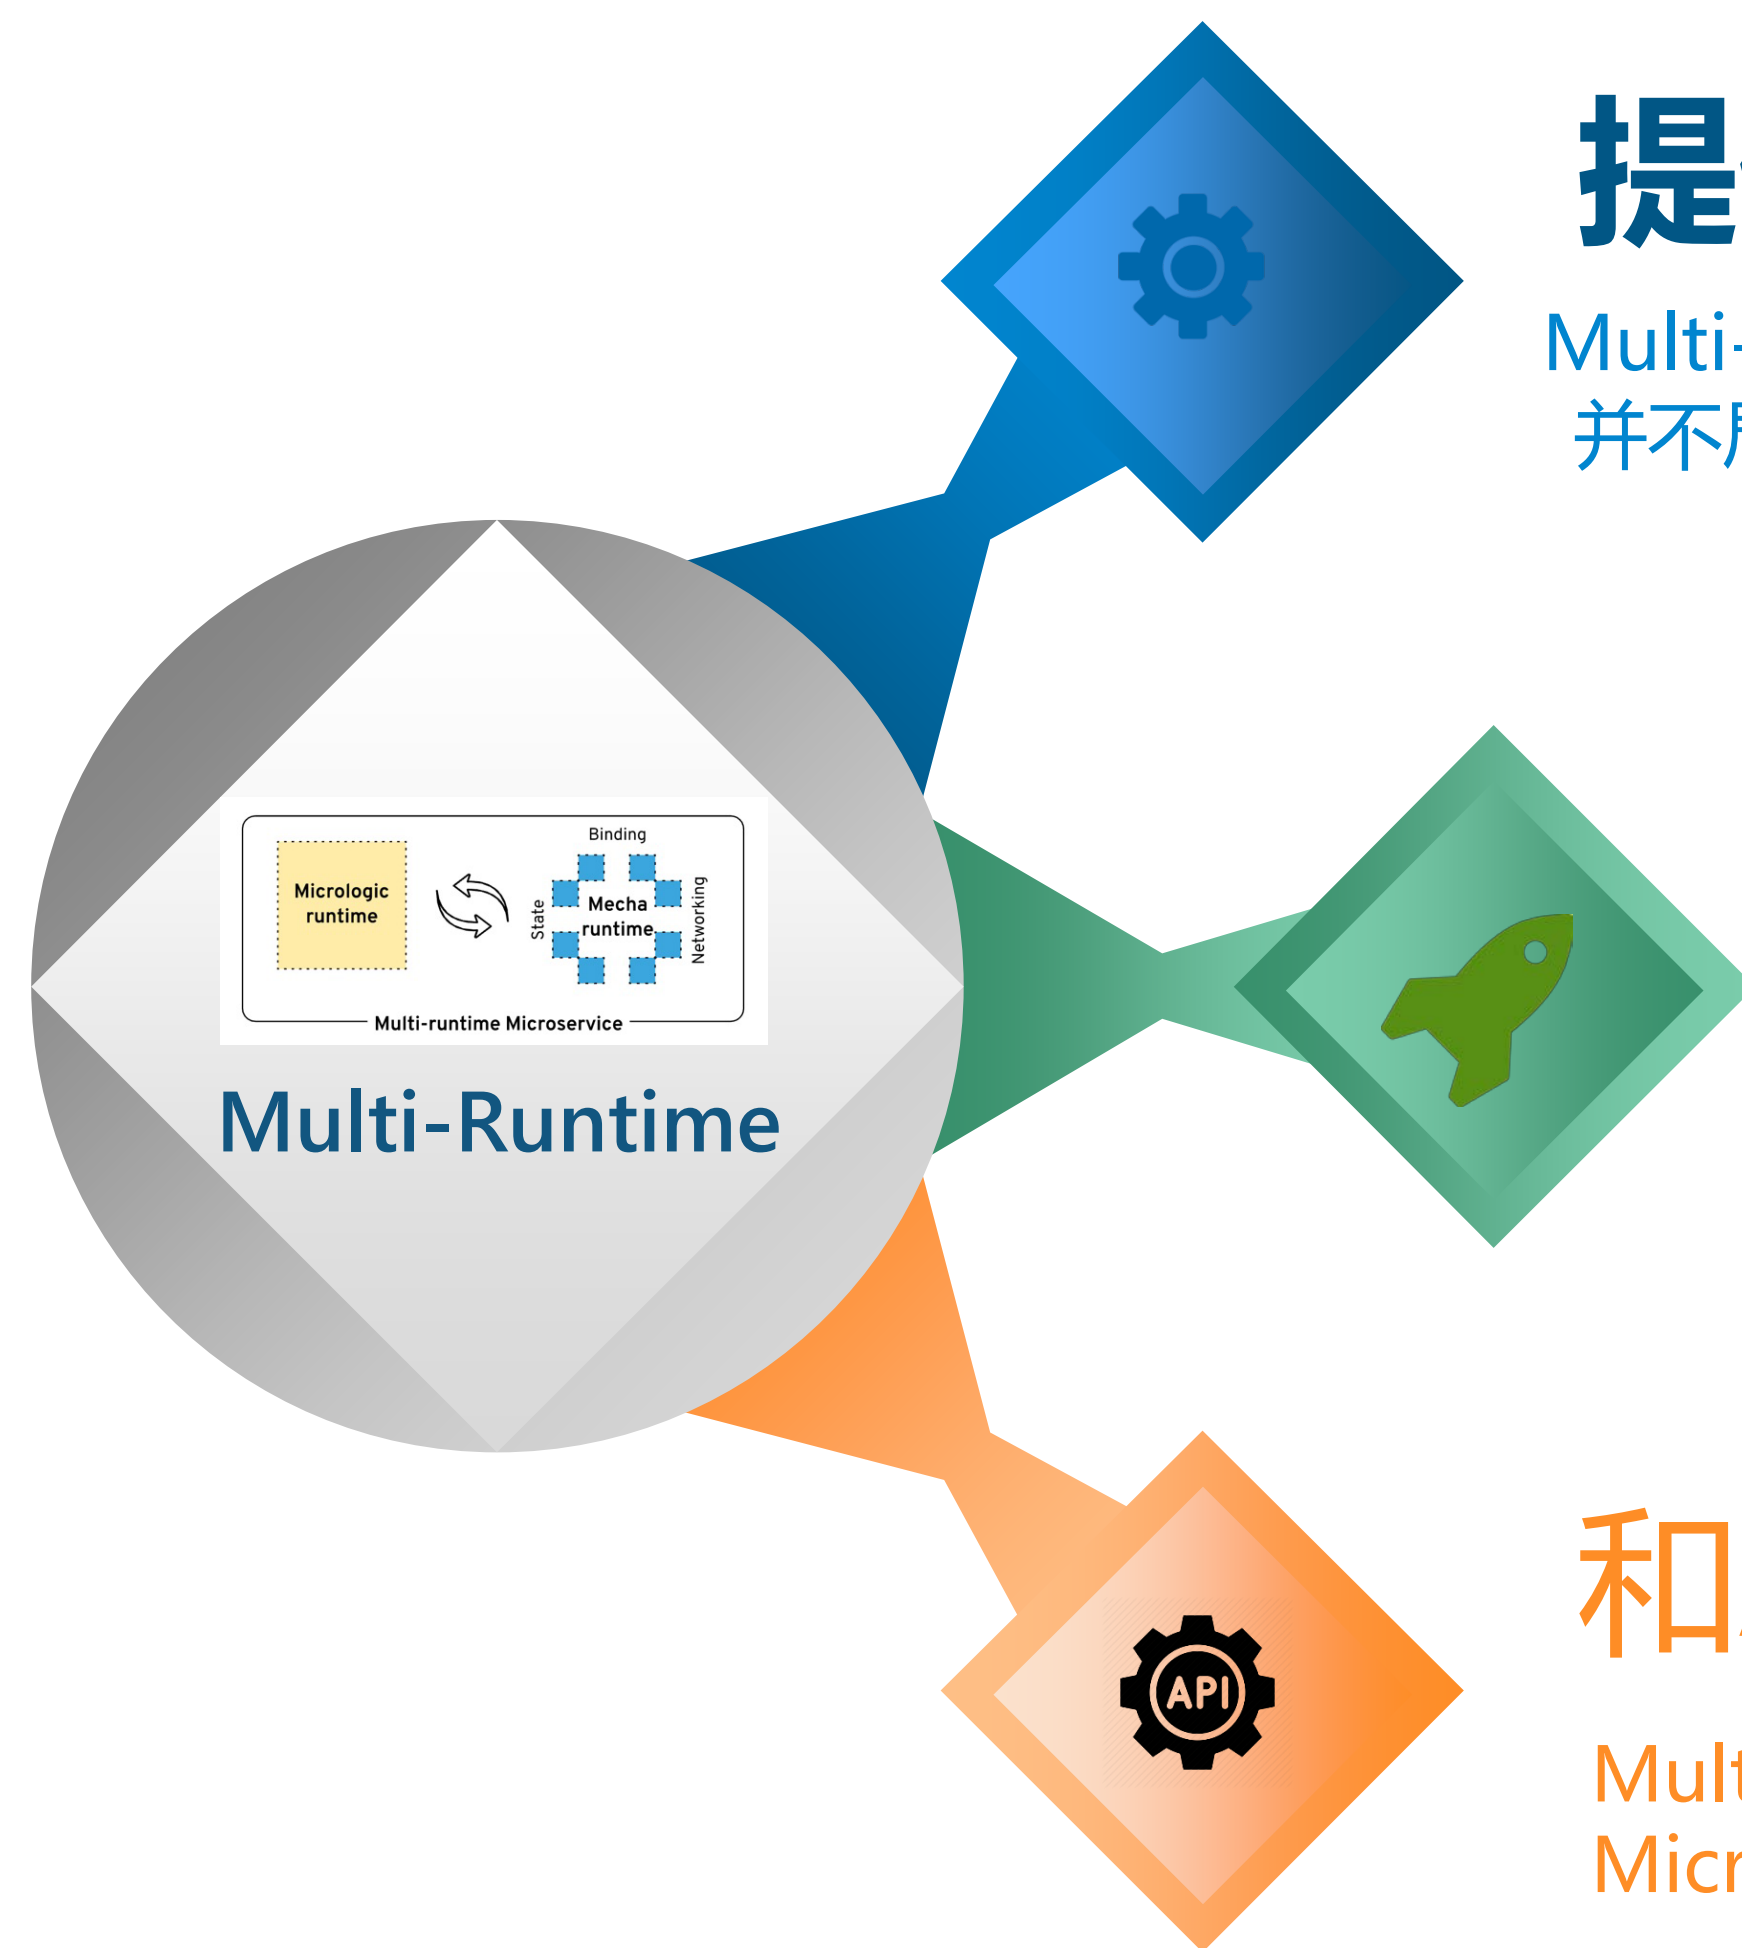 提
Multi-
并不
Binding
Micrologic
runtime
State
Mecha
runtime
Networking
Multi-runtime Microservice
Multi-Runtime
和
Mult
Micr
API